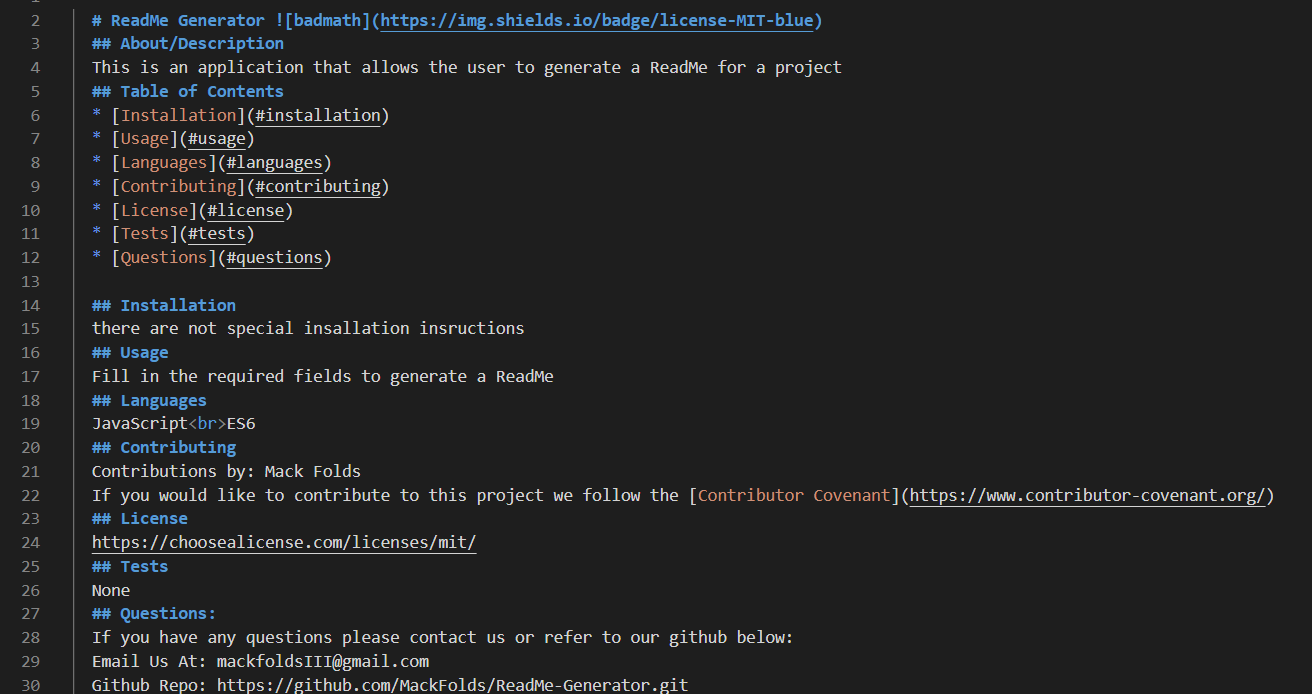 2 # ReadMe Generator ![badmath](https://img.shields.io/badge/license-MIT-blue)
3 ## About/Description
4 This is an application that allows the user to generate a ReadMe for a project
5 ## Table of Contents
6 * [Installation](#installation)
7 * [Usage](#usage)
8 * [Languages](#languages)
9 * [Contributing](#contributing)
10 * [License](#license)
11 * [Tests](#tests)
12 * [Questions](#questions)
13
14 ## Installation
15 there are not special insallation insructions
16 ## Usage
17 Fill in the required fields to generate a ReadMe
18 ## Languages
19 JavaScript<br>ES6
20 ## Contributing
21 Contributions by: Mack Folds
22 If you would like to contribute to this project we follow the [Contributor Covenant](https://www.contributor-covenant.org/)
23 ## License
24 https://choosealicense.com/licenses/mit/
25 ## Tests
26 None
27 ## Questions:
28 If you have any questions please contact us or refer to our github below:
29 Email Us At: mackfoldsIII@gmail.com
30 Github Repo: https://github.com/MackFolds/ReadMe-Generator.git